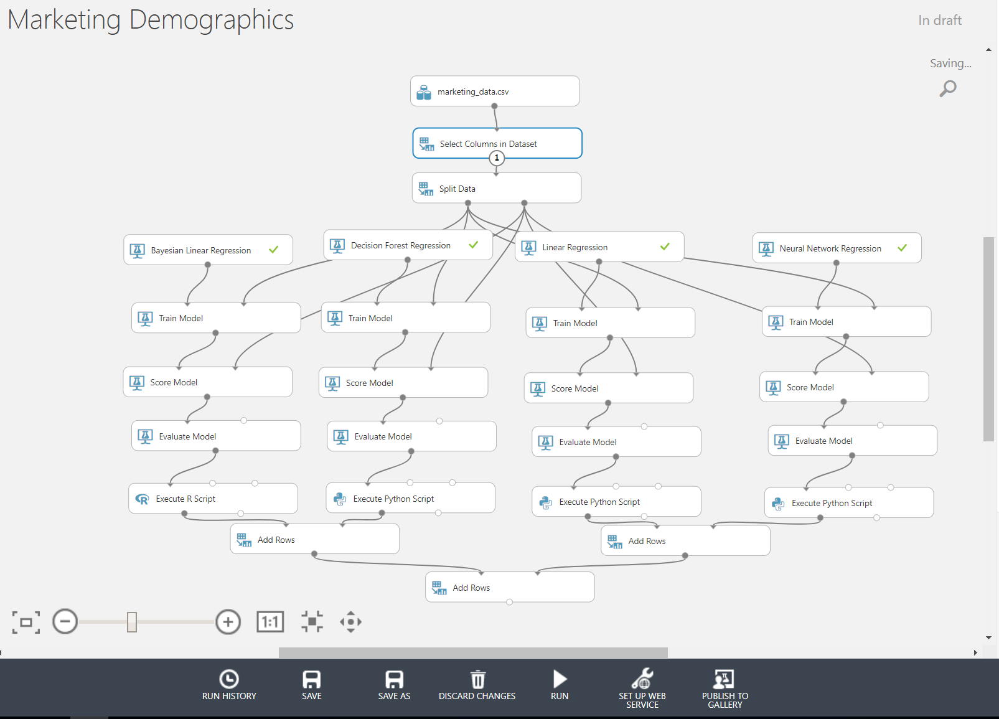 Marketing Demographics
In draft
Saving...
marketing_data.csv
Select Columns in Dataset
1
Split Data
Bayesian Linear Regression
Decision Forest Regression
Linear Regression
Neural Network Regression
Train Model
Train Model
Train Model
Train Model
Score Model
Score Model
Score Model
Score Model
Evaluate Model
Evaluate Model
Evaluate Model
Evaluate Model
R
Execute R Script
Execute Python Script
Execute Python Script
Execute Python Script
Add Rows
Add Rows
Add Rows
1:1
RUN HISTORY
SAVE
SAVE AS
DISCARD CHANGES
RUN
SET UP WEB
SERVICE
PUBLISH TO
GALLERY